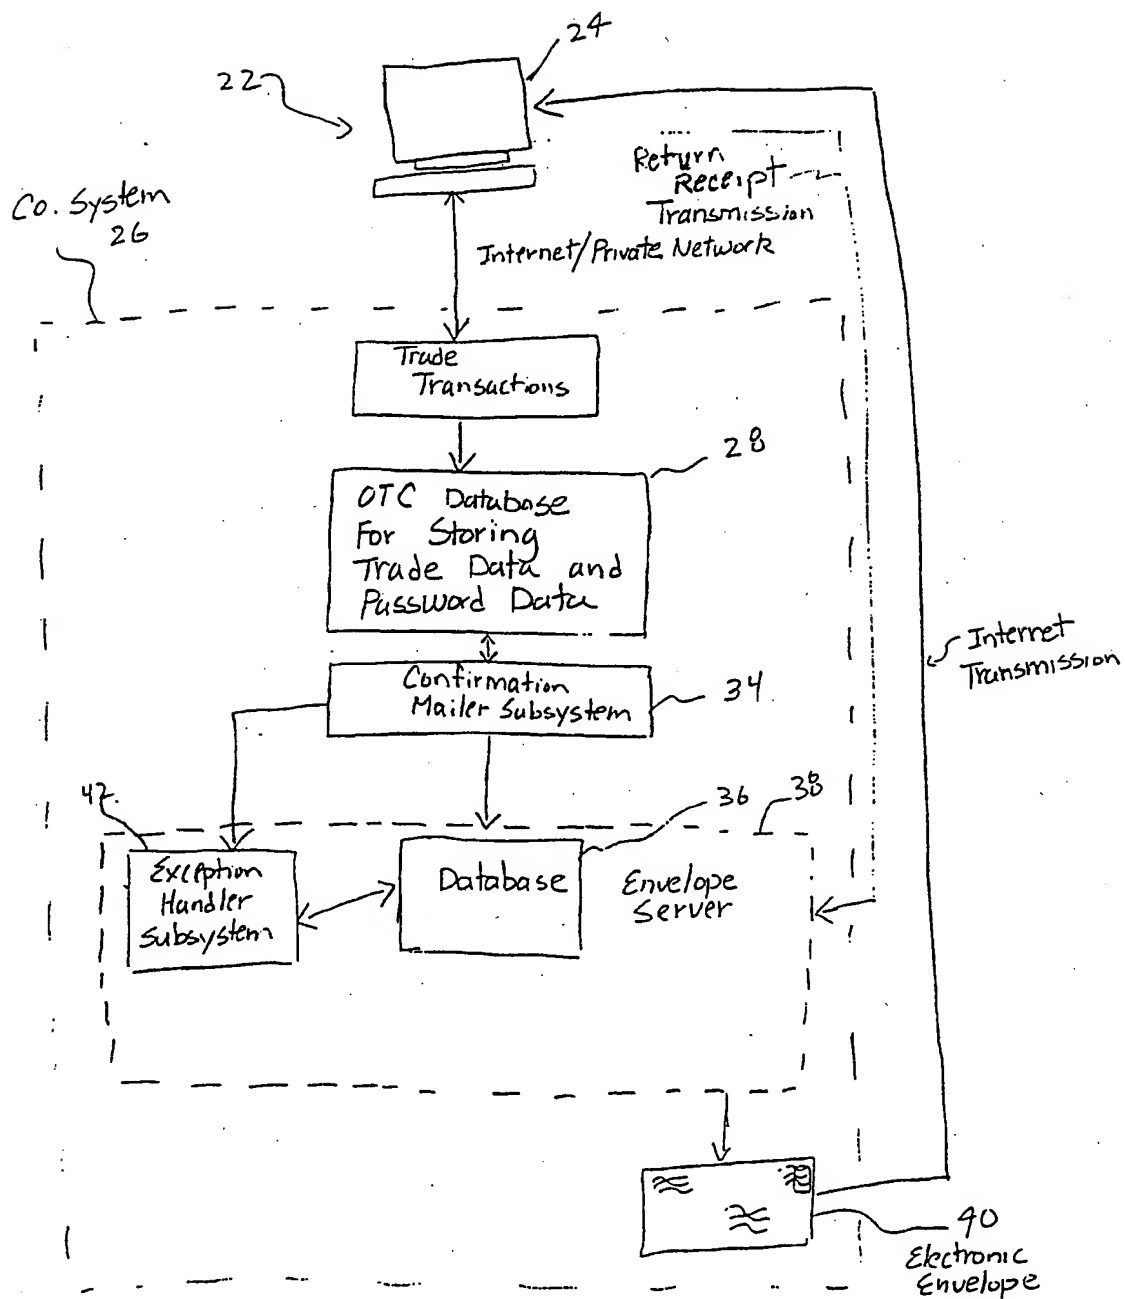 24
22
Return
Receipt
Transmission
Co. System
26
Internet/Private Network
Trade
Transactions
28
OTC Database
For Storing
Trade Data and
Password Data
Internet
Transmission
Confirmation
Mailer Subsystem
34
42
36
38
Exception
Handler
Subsystem
Database
Envelope
Server
40
Electronic
Envelope